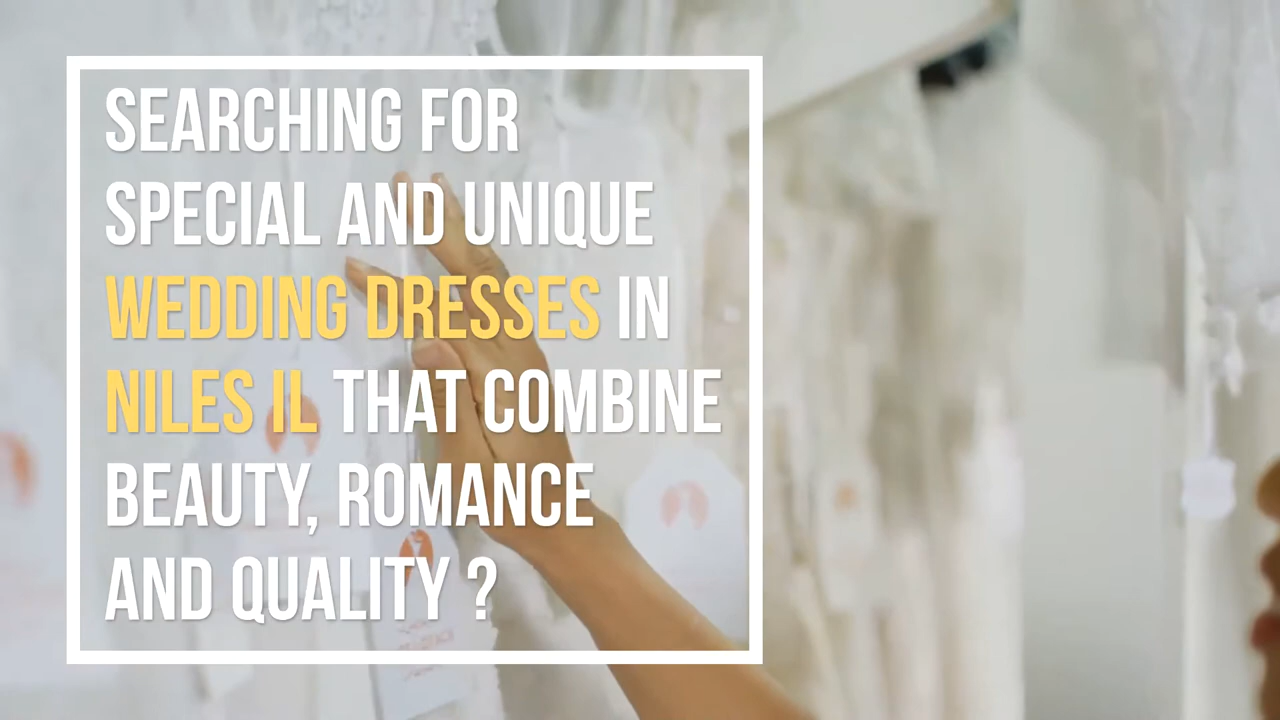 SEARCHING FOR
SPECIAL AND UNIQUE
WEDDING DRESSES IN
NILES IL THAT COMBINE
BEAUTY, ROMANCE
AND QUALITY ?